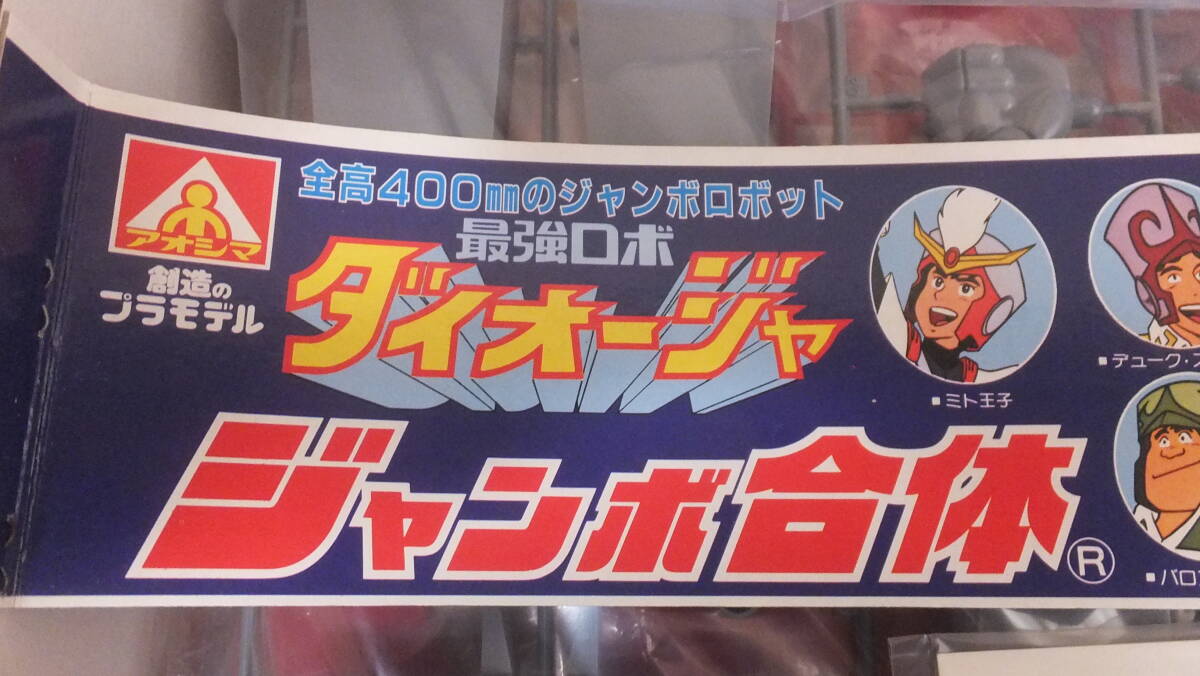 アオシマ
創造の
プラモデル
全高400mmのジャンボロボット
最強ロボ
ダイオージャ
ジャンボ合体®
■ミト王子
■デューク・
■バロ